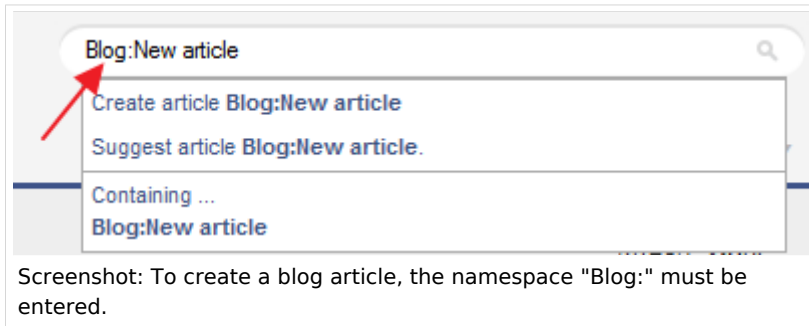 Blog:New article
Create article Blog:New article
Suggest article Blog:New article.
Containing ...
Blog:New article
Screenshot: To create a blog article, the namespace "Blog:" must be
entered.